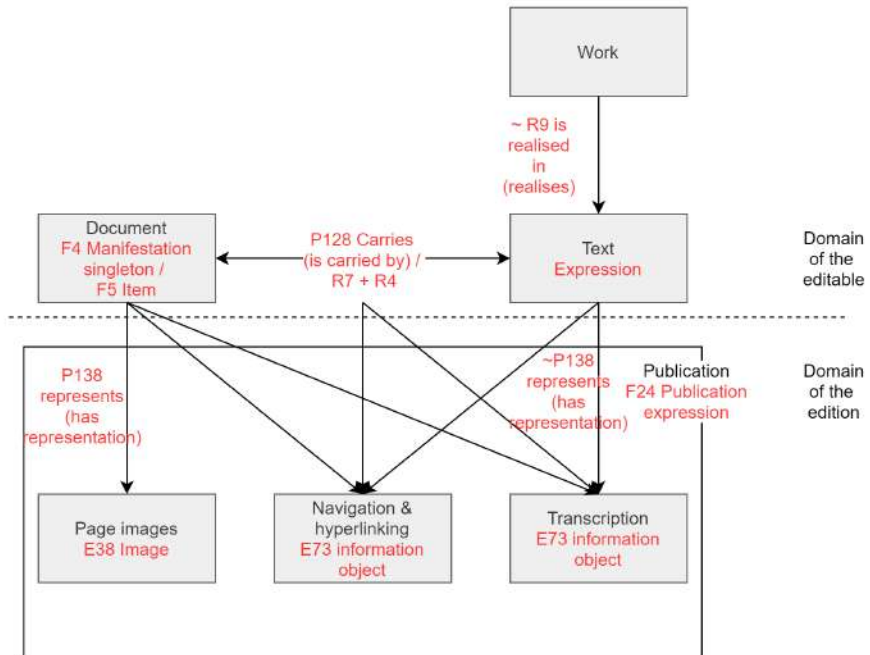 Work
~ R9 is
realised
in
(realises)
Document
F4 Manifestation
singleton /
F5 Item
P128 Carries
(is carried by) /
R7 + R4
Text
Expression
Domain
of the
editable
P138
represents
(has
representation)
~P138
represents
(has
representation)
Publication
F24 Publication
expression
Domain
of the
edition
Page images
E38 Image
Navigation &
hyperlinking
E73 information
object
Transcription
E73 information
object